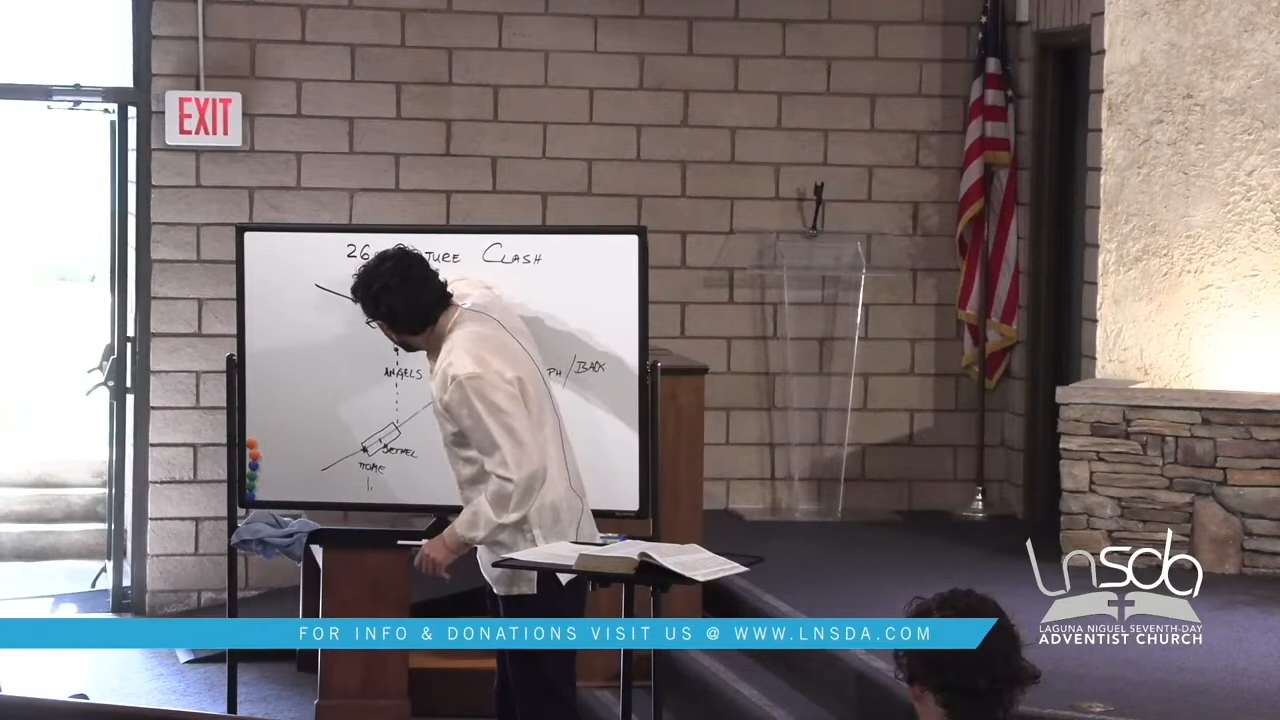 EXIT
26
CLASH
ANGELS
PH/BACK
BETHEL
HOME
1.
lnsda
LAGUNA NIGUEL SEVENTH-DAY
ADVENTIST CHURCH
FOR INFO & DONATIONS VISIT US @ WWW.LNSDA.COM